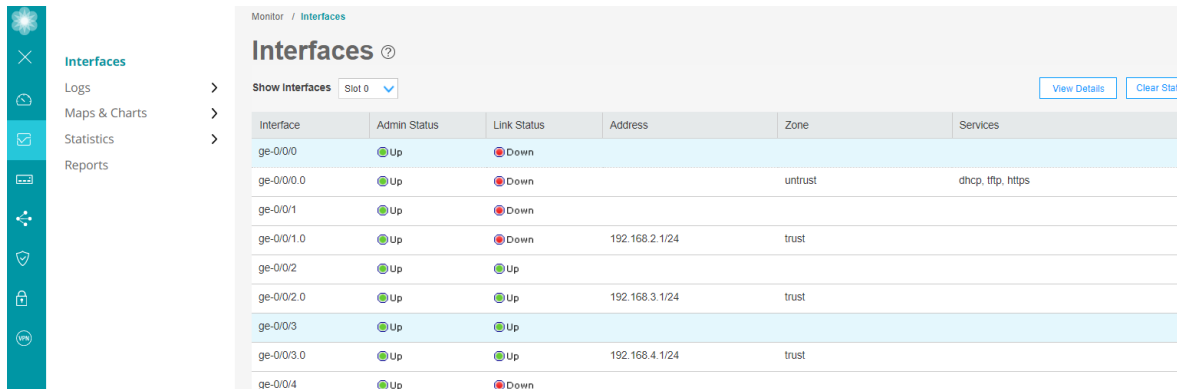 Monitor / Interfaces
Interfaces ?
Interfaces
Logs
Maps & Charts
Statistics
Reports
VPN
Show Interfaces Slot 0 View Details Clear Stat
Interface Admin Status Link Status Address Zone Services
ge-0/0/0 Up Down
ge-0/0/0.0 Up Down untrust dhcp, tftp, https
ge-0/0/1 Up Down
ge-0/0/1.0 Up Down 192.168.2.1/24 trust
ge-0/0/2 Up Up
ge-0/0/2.0 Up Up 192.168.3.1/24 trust
ge-0/0/3 Up Up
ge-0/0/3.0 Up Up 192.168.4.1/24 trust
ge-0/0/4 Up Down